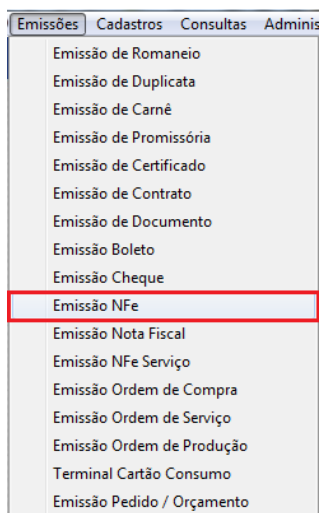 Emissões Cadastros Consultas Adminis
Emissão de Romaneio
Emissão de Duplicata
Emissão de Carnê
Emissão de Promissória
Emissão de Certificado
Emissão de Contrato
Emissão de Documento
Emissão Boleto
Emissão Cheque
Emissão NFe
Emissão Nota Fiscal
Emissão NFe Serviço
Emissão Ordem de Compra
Emissão Ordem de Serviço
Emissão Ordem de Produção
Terminal Cartão Consumo
Emissão Pedido / Orçamento